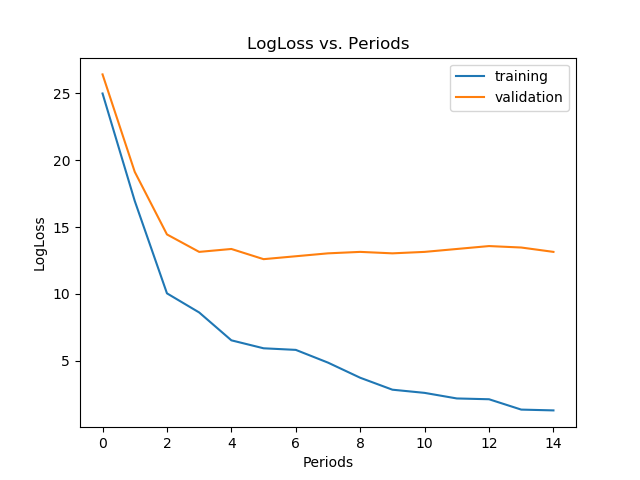 LogLoss vs. Periods
training
validation
25
20
15
10
5
LogLoss
0 2 4 6 8 10 12 14
Periods